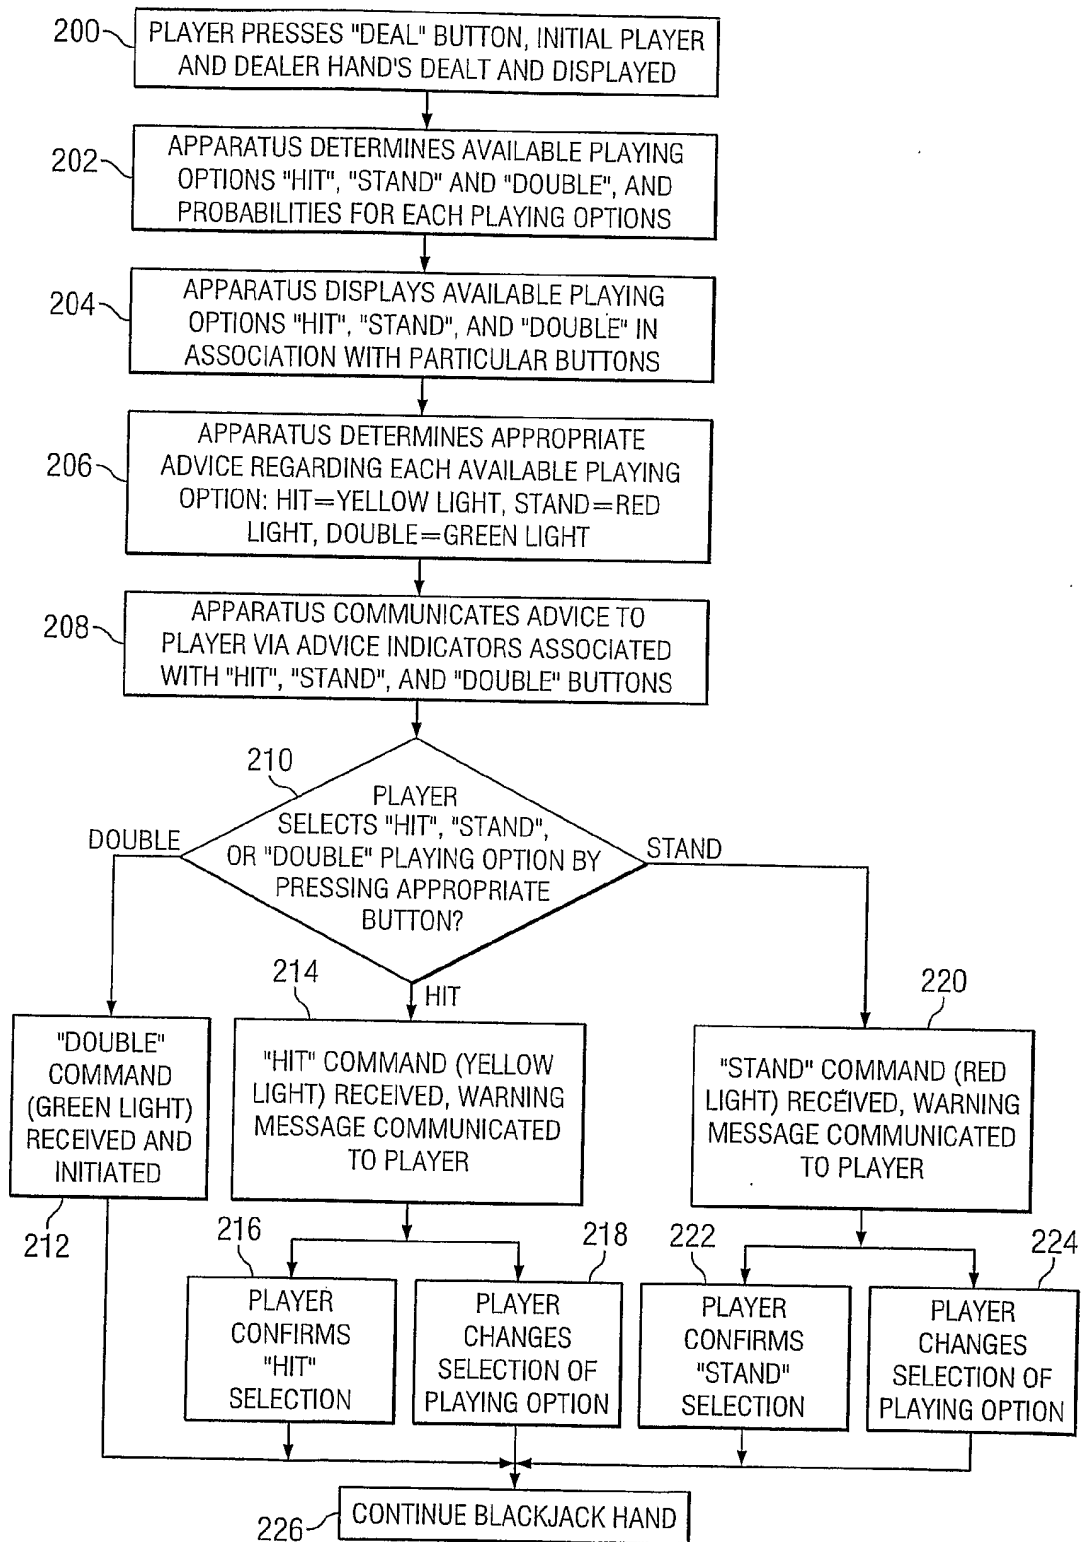 200
PLAYER PRESSES "DEAL" BUTTON, INITIAL PLAYER
AND DEALER HAND'S DEALT AND DISPLAYED
202
APPARATUS DETERMINES AVAILABLE PLAYING
OPTIONS "HIT", "STAND" AND "DOUBLE", AND
PROBABILITIES FOR EACH PLAYING OPTIONS
204
APPARATUS DISPLAYS AVAILABLE PLAYING
OPTIONS "HIT", "STAND", AND "DOUBLE" IN
ASSOCIATION WITH PARTICULAR BUTTONS
206
APPARATUS DETERMINES APPROPRIATE
ADVICE REGARDING EACH AVAILABLE PLAYING
OPTION: HIT=YELLOW LIGHT, STAND=RED
LIGHT, DOUBLE=GREEN LIGHT
208
APPARATUS COMMUNICATES ADVICE TO
PLAYER VIA ADVICE INDICATORS ASSOCIATED
WITH "HIT", "STAND", AND "DOUBLE" BUTTONS
210
PLAYER
SELECTS "HIT", "STAND",
OR "DOUBLE" PLAYING OPTION BY
PRESSING APPROPRIATE
BUTTON?
DOUBLE
STAND
HIT
"DOUBLE"
COMMAND
(GREEN LIGHT)
RECEIVED AND
INITIATED
212
214
"HIT" COMMAND (YELLOW
LIGHT) RECEIVED, WARNING
MESSAGE COMMUNICATED
TO PLAYER
220
"STAND" COMMAND (RED
LIGHT) RECEIVED, WARNING
MESSAGE COMMUNICATED
TO PLAYER
216
PLAYER
CONFIRMS
"HIT"
SELECTION
218
PLAYER
CHANGES
SELECTION OF
PLAYING OPTION
222
PLAYER
CONFIRMS
"STAND"
SELECTION
224
PLAYER
CHANGES
SELECTION OF
PLAYING OPTION
226
CONTINUE BLACKJACK HAND